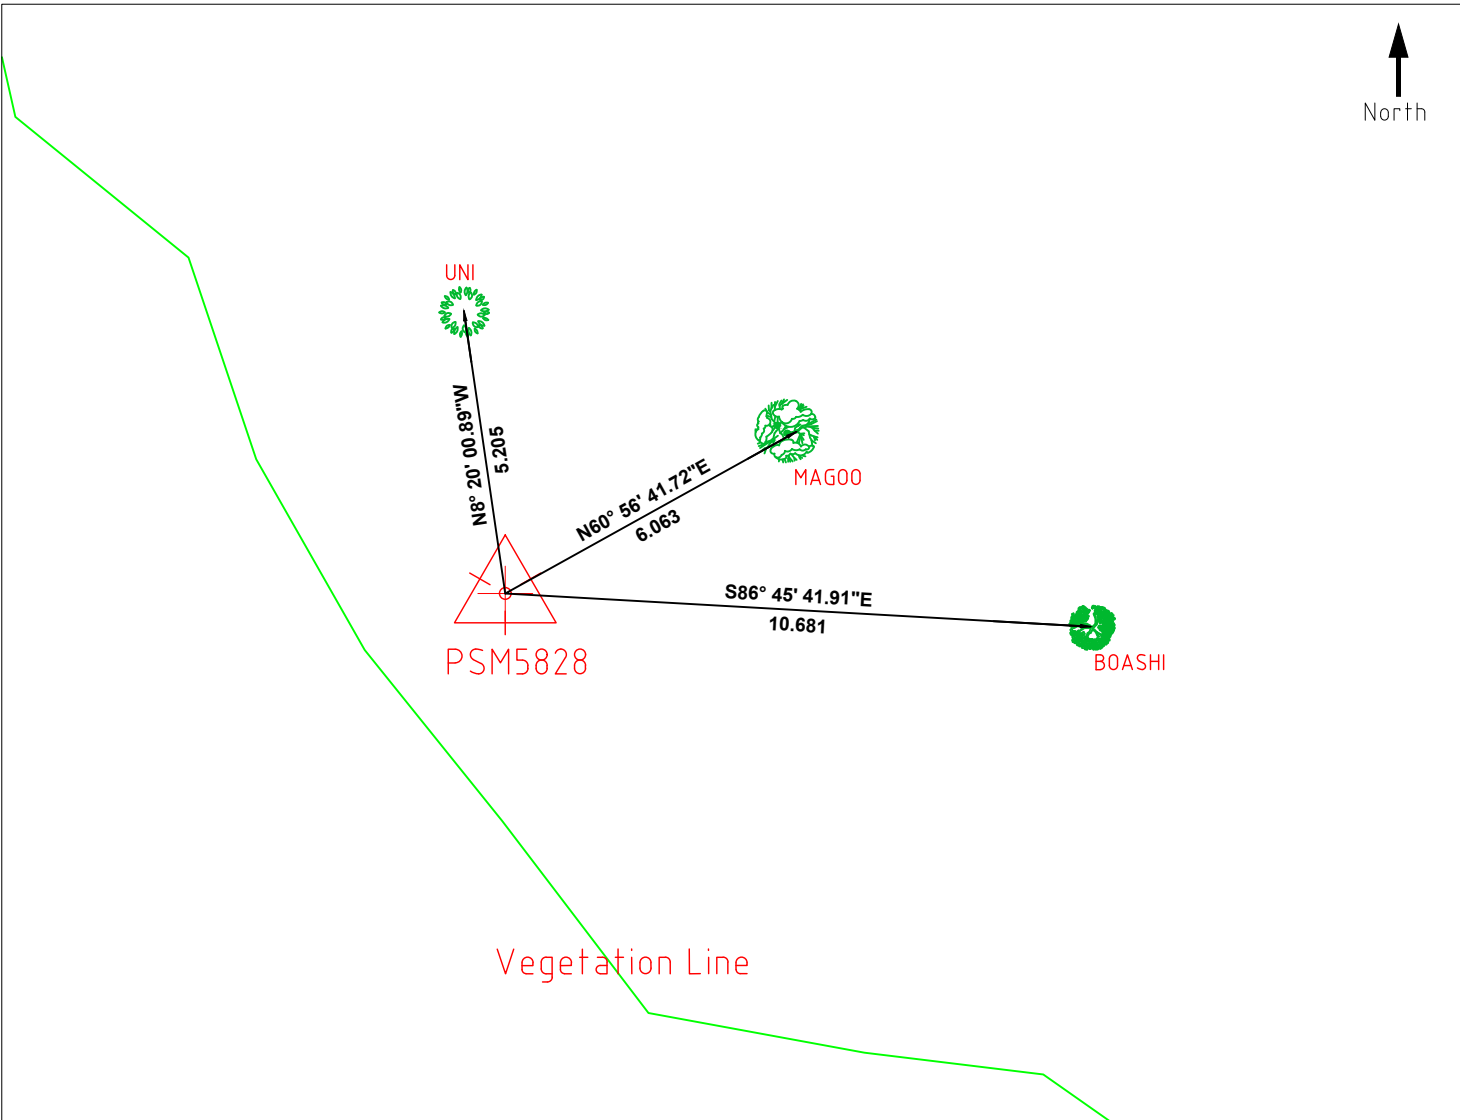 North
UNI
N8° 20' 00.89"W
5.205
MAGOO
N60° 56' 41.72"E
6.063
S86° 45' 41.91"E
10.681
BOASHI
PSM5828
Vegetation Line